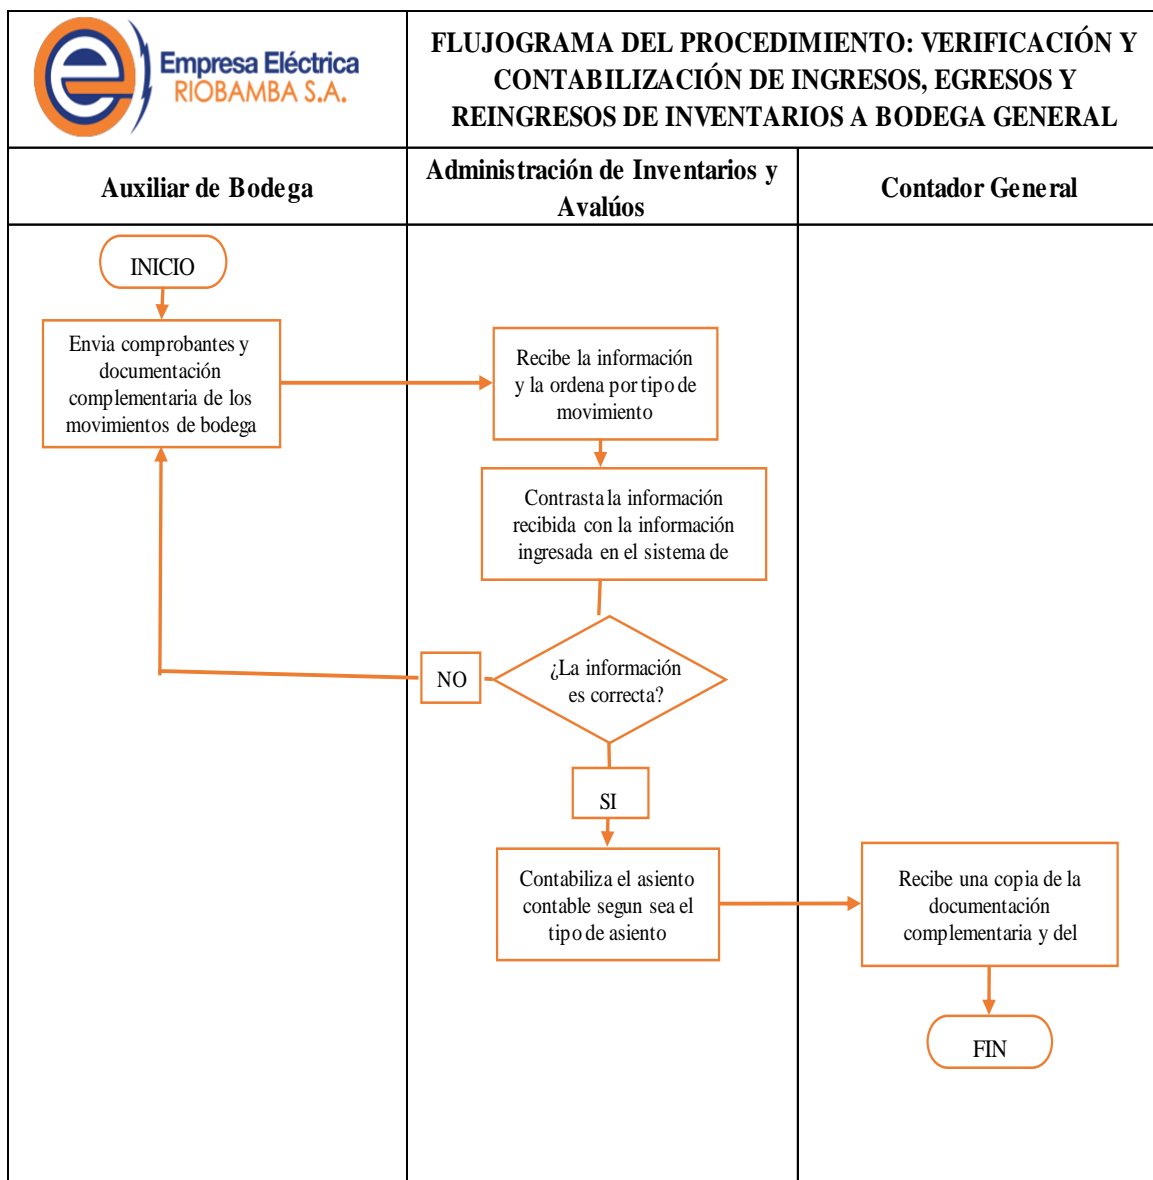 Empresa Eléctrica
RIOBAMBA S.A.
FLUJOGRAMA DEL PROCEDIMIENTO: VERIFICACIÓN Y
CONTABILIZACIÓN DE INGRESOS, EGRESOS Y
REINGRESOS DE INVENTARIOS A BODEGA GENERAL
Auxiliar de Bodega
Administración de Inventarios y
Avalúos
Contador General
INICIO
Envia comprobantes y
documentación
complementaria de los
movimientos de bodega
Recibe la información
y la ordena por tipo de
movimiento
Contrasta la información
recibida con la información
ingresada en el sistema de
¿La información
es correcta?
NO
SI
Contabiliza el asiento
contable segun sea el
tipo de asiento
Recibe una copia de la
documentación
complementaria y del
FIN